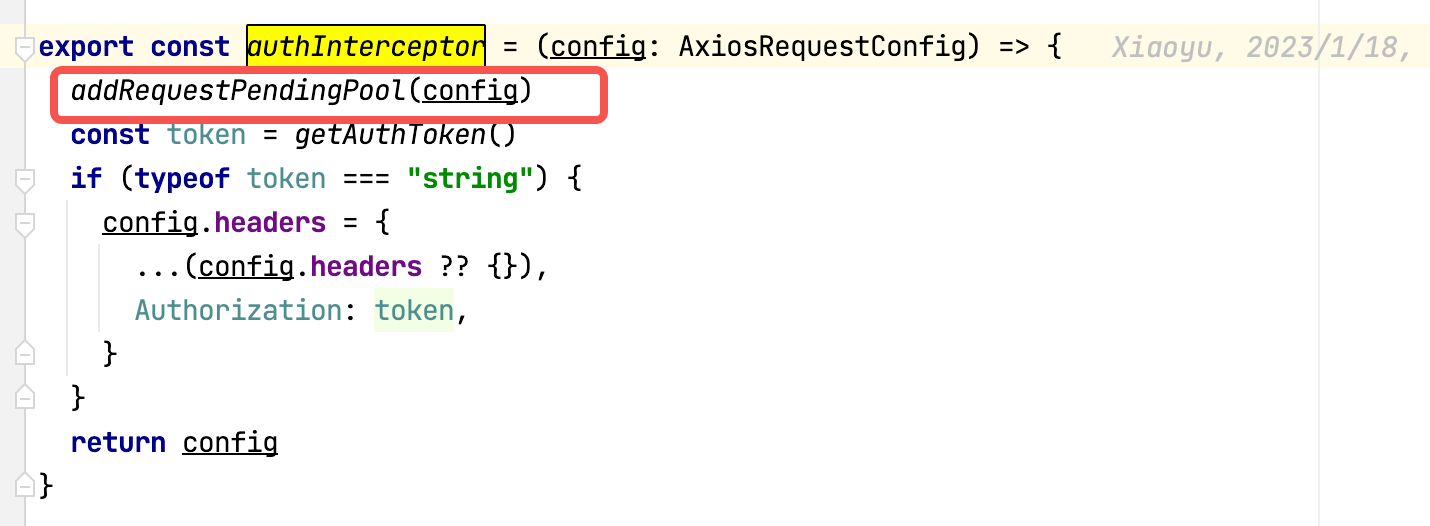 export const authInterceptor = (config: AxiosRequestConfig) => { Xiaoyu, 2023/1/18,
addRequestPendingPool(config)
const token = getAuthToken()
if (typeof token === "string") {
config.headers = {
...(config.headers ?? {}),
Authorization: token,
}
}
return config
}